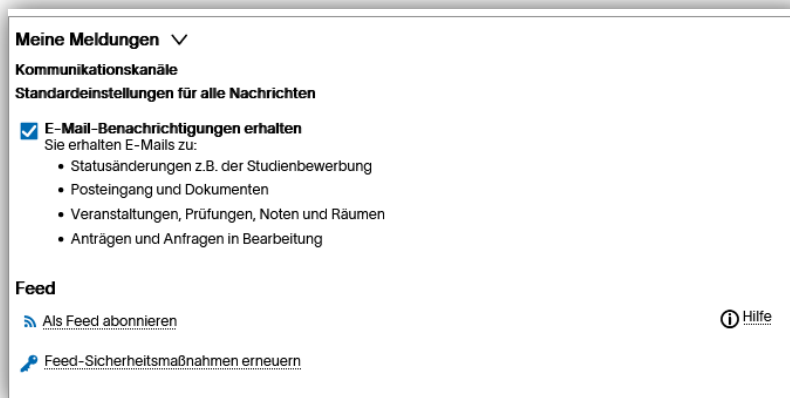 Meine Meldungen
Kommunikationskanäle
Standardeinstellungen für alle Nachrichten
E-Mail-Benachrichtigungen erhalten
Sie erhalten E-Mails zu:
• Statusänderungen z.B. der Studienbewerbung
• Posteingang und Dokumenten
• Veranstaltungen, Prüfungen, Noten und Räumen
• Anträgen und Anfragen in Bearbeitung
Feed
Als Feed abonnieren
Hilfe
Feed-Sicherheitsmaßnahmen erneuern